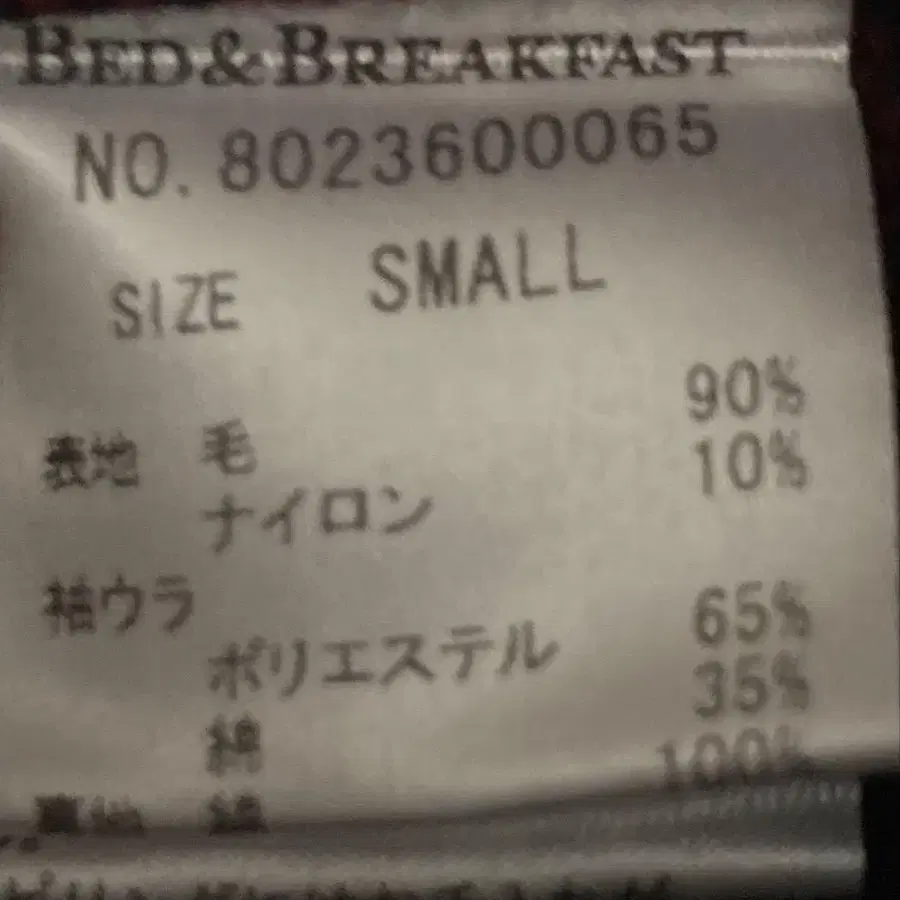 BED&BREAKFAST
NO. 8023600065
SIZE SMALL
表地 毛 90%
ナイロン 10%
袖ウラ
ポリエステル 65%
綿 35%
裏地 綿 100%